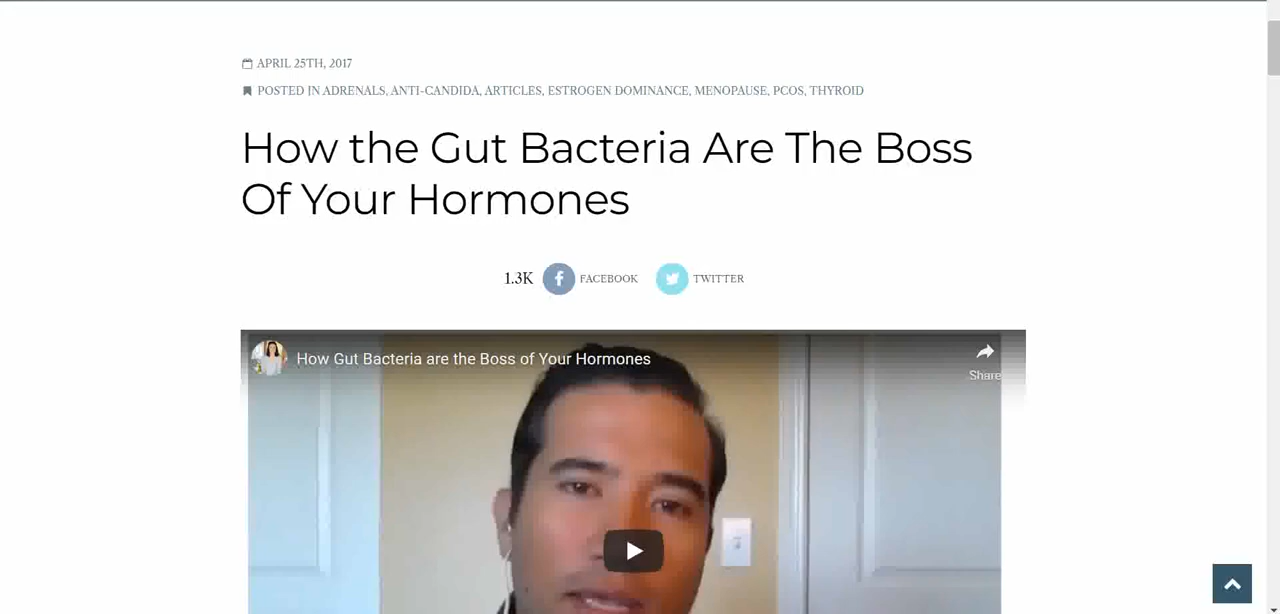 APRIL 25TH, 2017
POSTED IN ADRENALS, ANTI-CANDIDA, ARTICLES, ESTROGEN DOMINANCE, MENOPAUSE, PCOS, THYROID
How the Gut Bacteria Are The Boss
Of Your Hormones
1.3K FACEBOOK TWITTER
How Gut Bacteria are the Boss of Your Hormones
Share